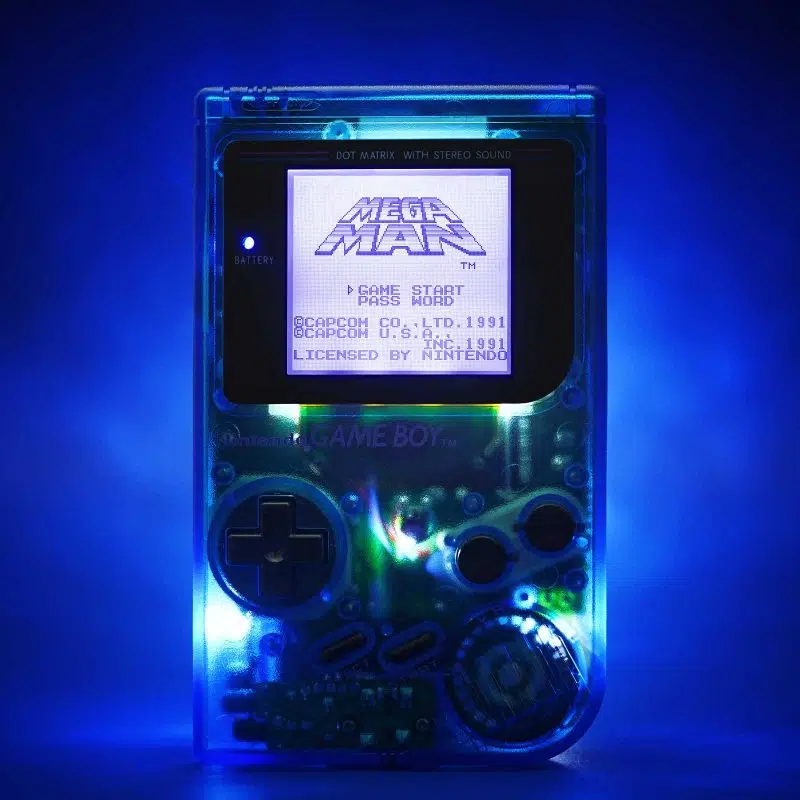 DOT MATRIX WITH STEREO SOUND
BATTERY
MEGA
MAN
TM
GAME START
PASS WORD
©CAPCOM CO.,LTD.1991
©CAPCOM U.S.A.,
INC.1991
LICENSED BY NINTENDO
Nintendo GAME BOY TM